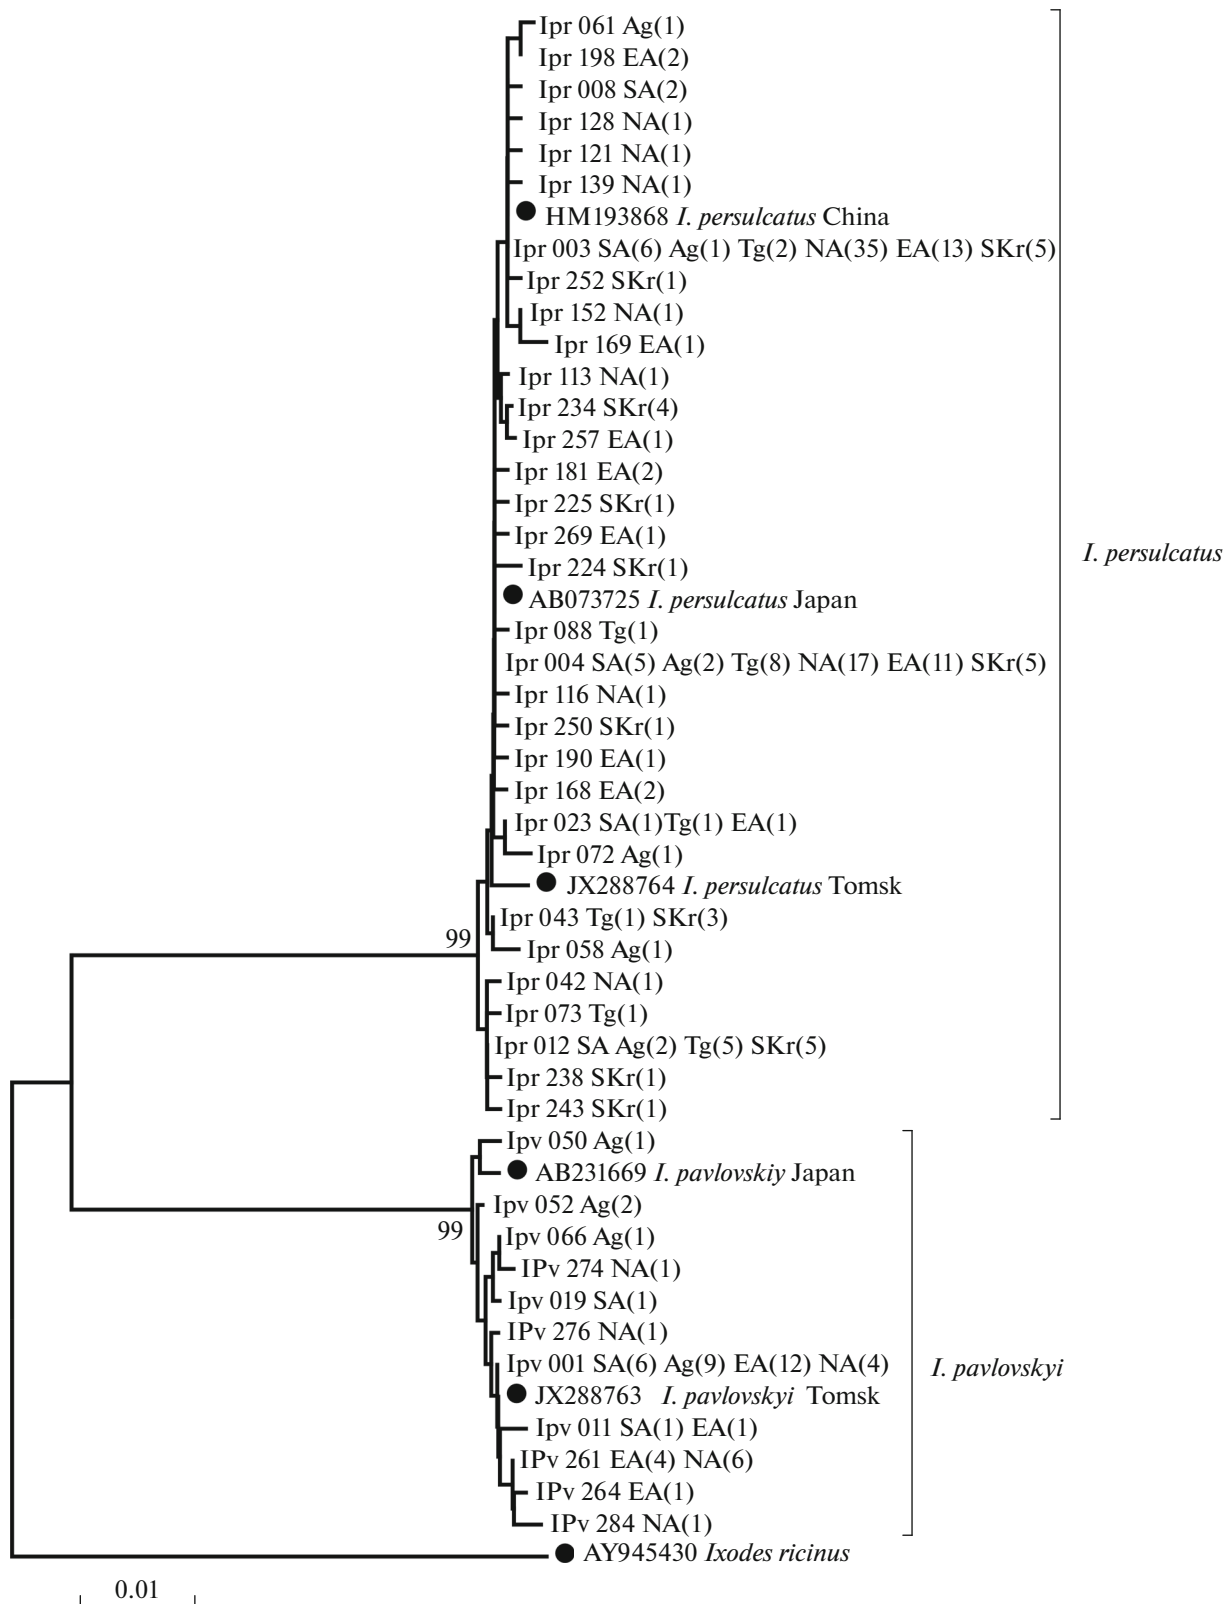 Ipr 061 Ag(1)
Ipr 198 EA(2)
Ipr 008 SA(2)
Ipr 128 NA(1)
Ipr 121 NA(1)
Ipr 139 NA(1)
HM193868 I. persulcatus China
Ipr 003 SA(6) Ag(1) Tg(2) NA(35) EA(13) SKr(5)
Ipr 252 SKr(1)
Ipr 152 NA(1)
Ipr 169 EA(1)
Ipr 113 NA(1)
Ipr 234 SKr(4)
Ipr 257 EA(1)
Ipr 181 EA(2)
Ipr 225 SKr(1)
Ipr 269 EA(1)
I. persulcatus
Ipr 224 SKr(1)
AB073725 I. persulcatus Japan
Ipr 088 Tg(1)
Ipr 004 SA(5) Ag(2) Tg(8) NA(17) EA(11) SKr(5)
Ipr 116 NA(1)
Ipr 250 SKr(1)
Ipr 190 EA(1)
Ipr 168 EA(2)
Ipr 023 SA(1)Tg(1) EA(1)
Ipr 072 Ag(1)
JX288764 I. persulcatus Tomsk
Ipr 043 Tg(1) SKr(3)
99
Ipr 058 Ag(1)
Ipr 042 NA(1)
Ipr 073 Tg(1)
Ipr 012 SA Ag(2) Tg(5) SKr(5)
Ipr 238 SKr(1)
Ipr 243 SKr(1)
Ipv 050 Ag(1)
AB231669 I. pavlovskiy Japan
Ipv 052 Ag(2)
99
Ipv 066 Ag(1)
IPv 274 NA(1)
Ipv 019 SA(1)
IPv 276 NA(1)
Ipv 001 SA(6) Ag(9) EA(12) NA(4)
I. pavlovskyi
JX288763 I. pavlovskyi Tomsk
Ipv 011 SA(1) EA(1)
IPv 261 EA(4) NA(6)
IPv 264 EA(1)
IPv 284 NA(1)
AY945430 Ixodes ricinus
0.01